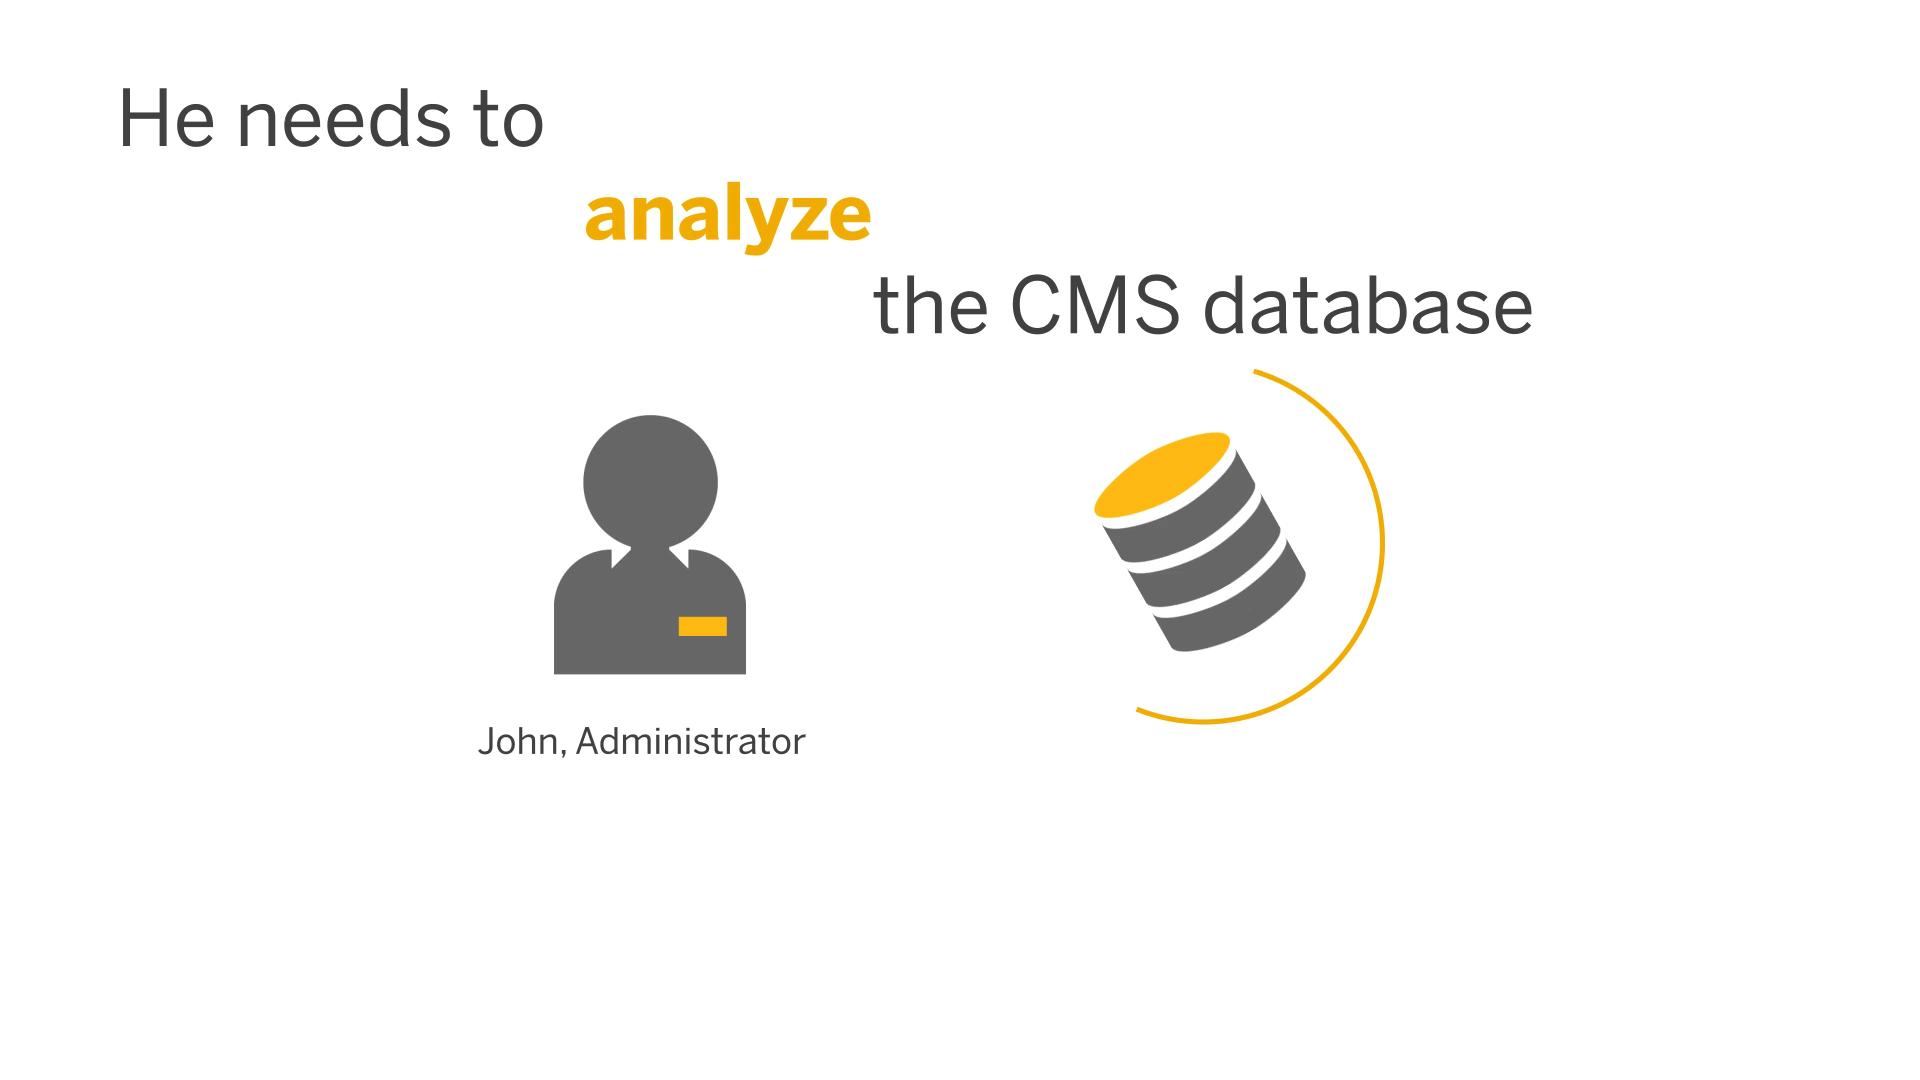 He needs to
analyze
the CMS database
John, Administrator